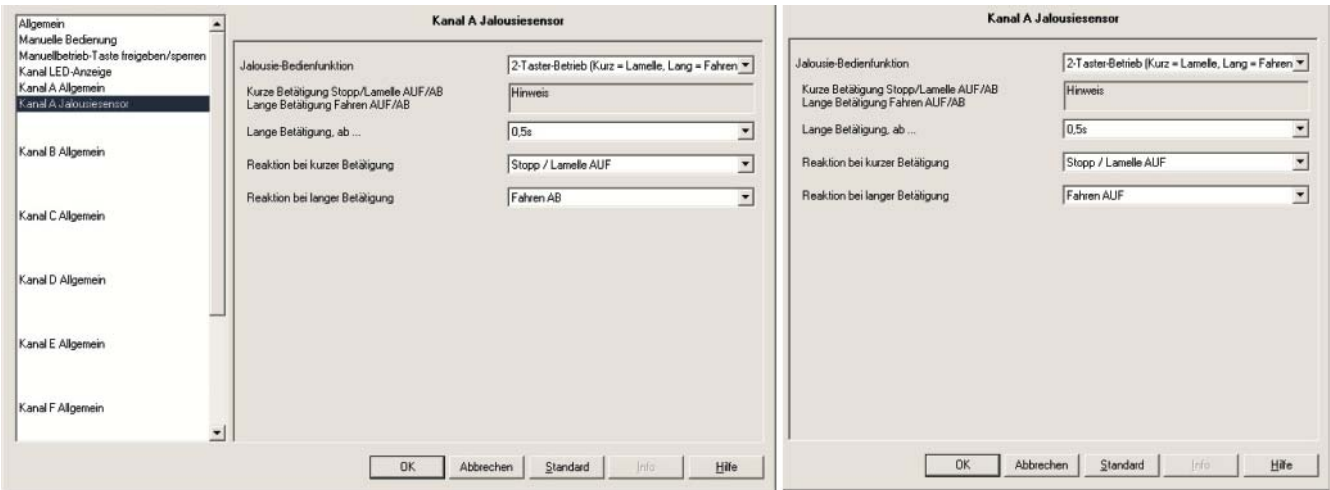 Allgemein
Manuelle Bedienung
Manuellbetrieb-Taste freigeben/sperren
Kanal LED-Anzeige
Kanal A Allgemein
Kanal A Jalousiesensor
Kanal B Allgemein
Kanal C Allgemein
Kanal D Allgemein
Kanal E Allgemein
Kanal F Allgemein
Kanal A Jalousiesensor
Jalousie-Bedienfunktion
2-Taster-Betrieb (Kurz = Lamelle, Lang = Fahren
Kurze Betätigung Stopp/Lamelle AUF/AB
Lange Betätigung Fahren AUF/AB
Hinweis
Lange Betätigung, ab ...
0,5s
Reaktion bei kurzer Betätigung
Stopp / Lamelle AUF
Reaktion bei langer Betätigung
Fahren AB
OK
Abbrechen
Standard
Info
Hilfe
Kanal A Jalousiesensor
Jalousie-Bedienfunktion
2-Taster-Betrieb (Kurz = Lamelle, Lang = Fahren
Kurze Betätigung Stopp/Lamelle AUF/AB
Lange Betätigung Fahren AUF/AB
Hinweis
Lange Betätigung, ab ...
0,5s
Reaktion bei kurzer Betätigung
Stopp / Lamelle AUF
Reaktion bei langer Betätigung
Fahren AUF
OK
Abbrechen
Standard
Info
Hilfe